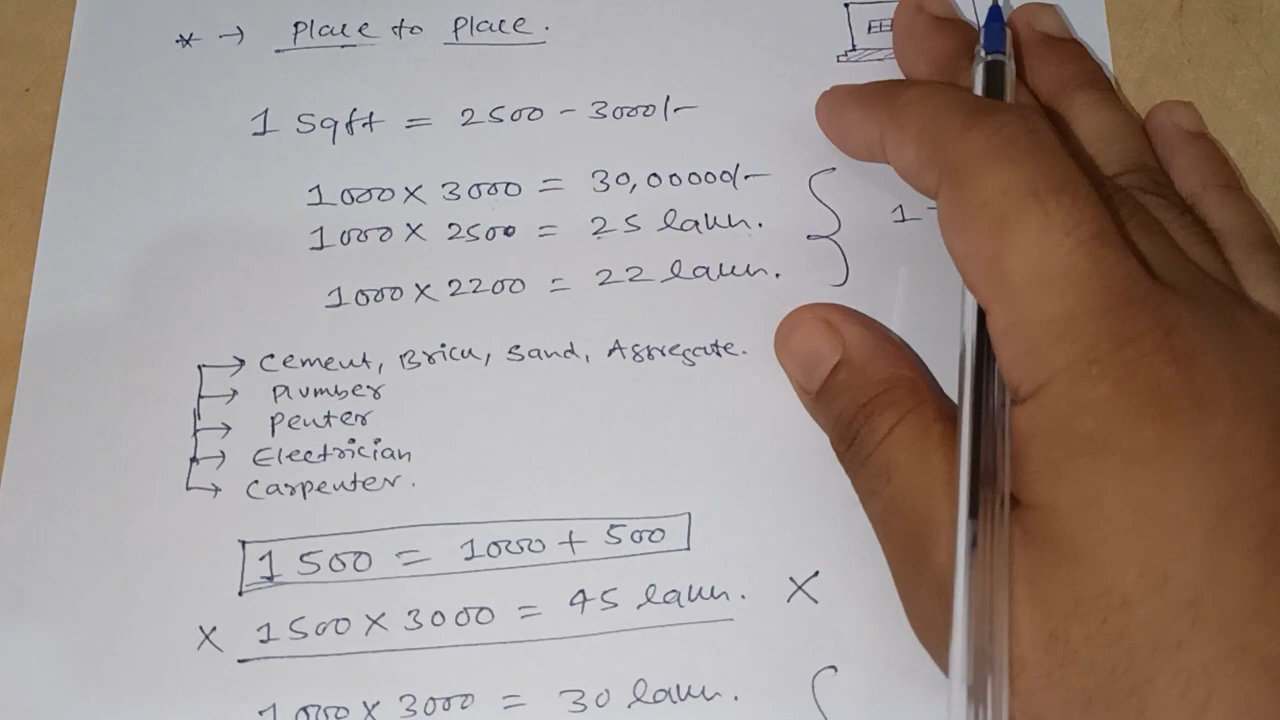 * → Place to Place.
1 Sqft = 2500 - 3000/-
1000 X 3000 = 30,00000/-
1000 X 2500 = 25 lakh.
1000 X 2200 = 22 lakh.
1
→ Cement, Brick, Sand, Aggregate.
→ Plumber
→ Penter
→ Electrician
→ Carpenter.
1500 = 1000 + 500
X 1500 X 3000 = 45 lakh. X
1000 X 3000 = 30 lakh.